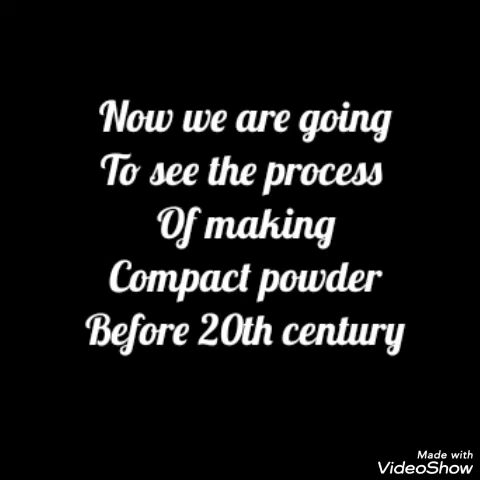 Now we are going
To see the process
Of making
Compact powder
Before 20th century
Made with
VideoShow